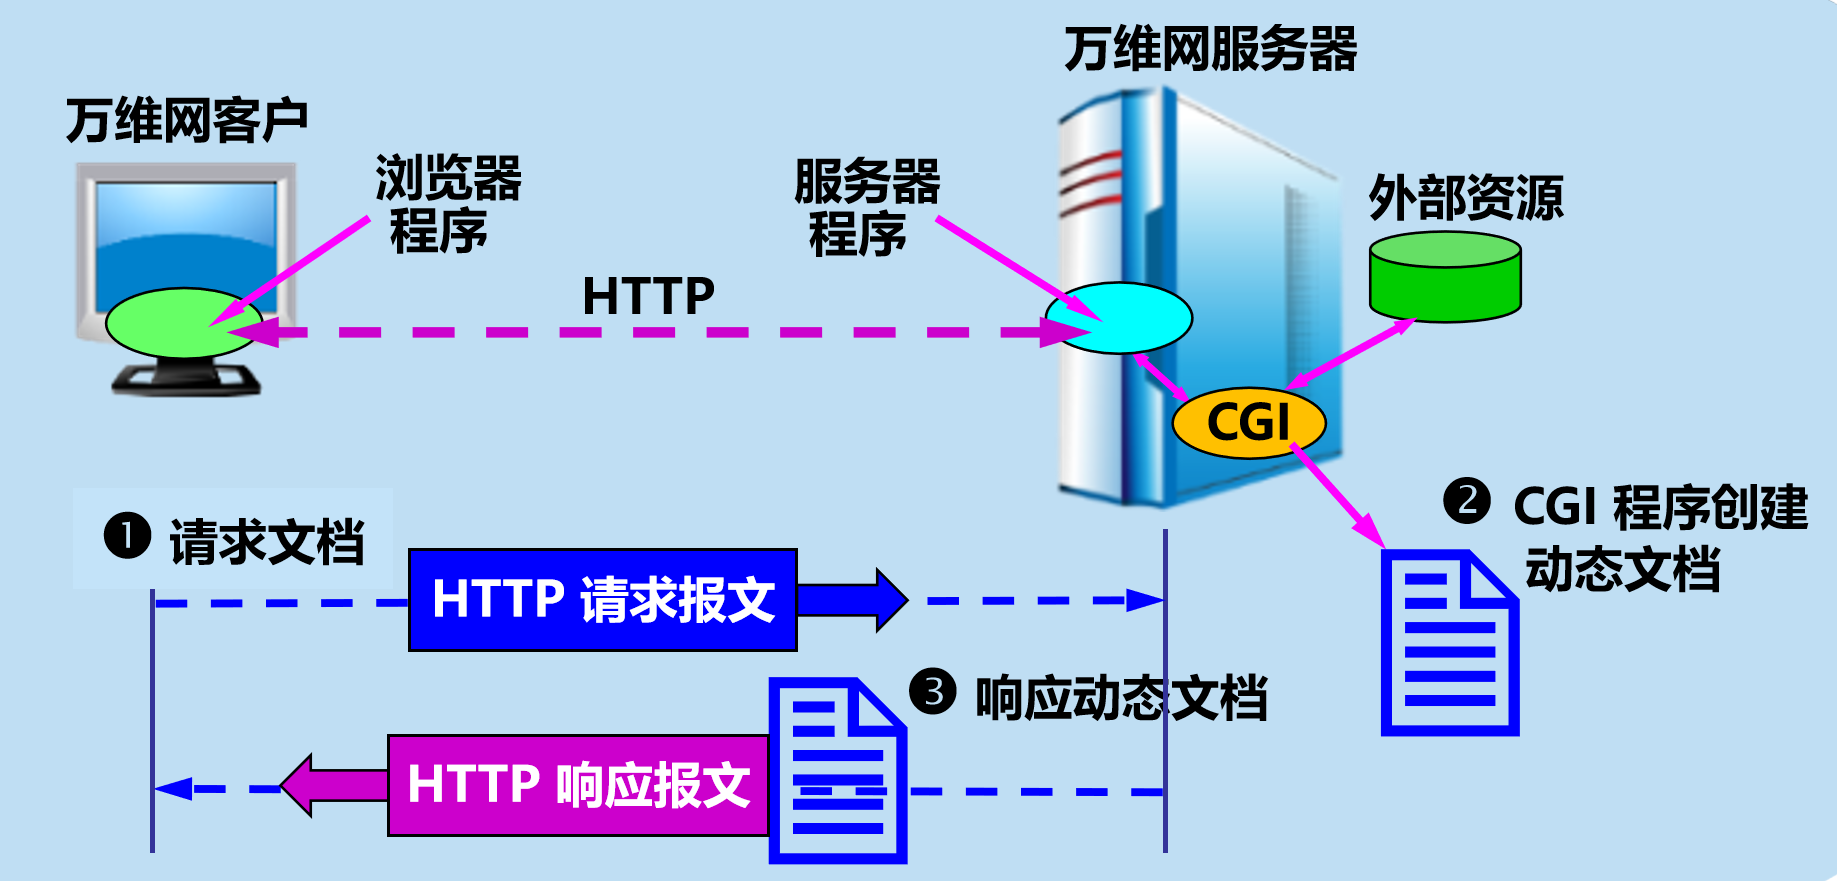 万维网服务器
万维网客户
浏览器
程序
服务器
程序
外部资源
HTTP
CGI
❶ 请求文档
❷ CGI 程序创建
动态文档
HTTP 请求报文
❸ 响应动态文档
HTTP 响应报文